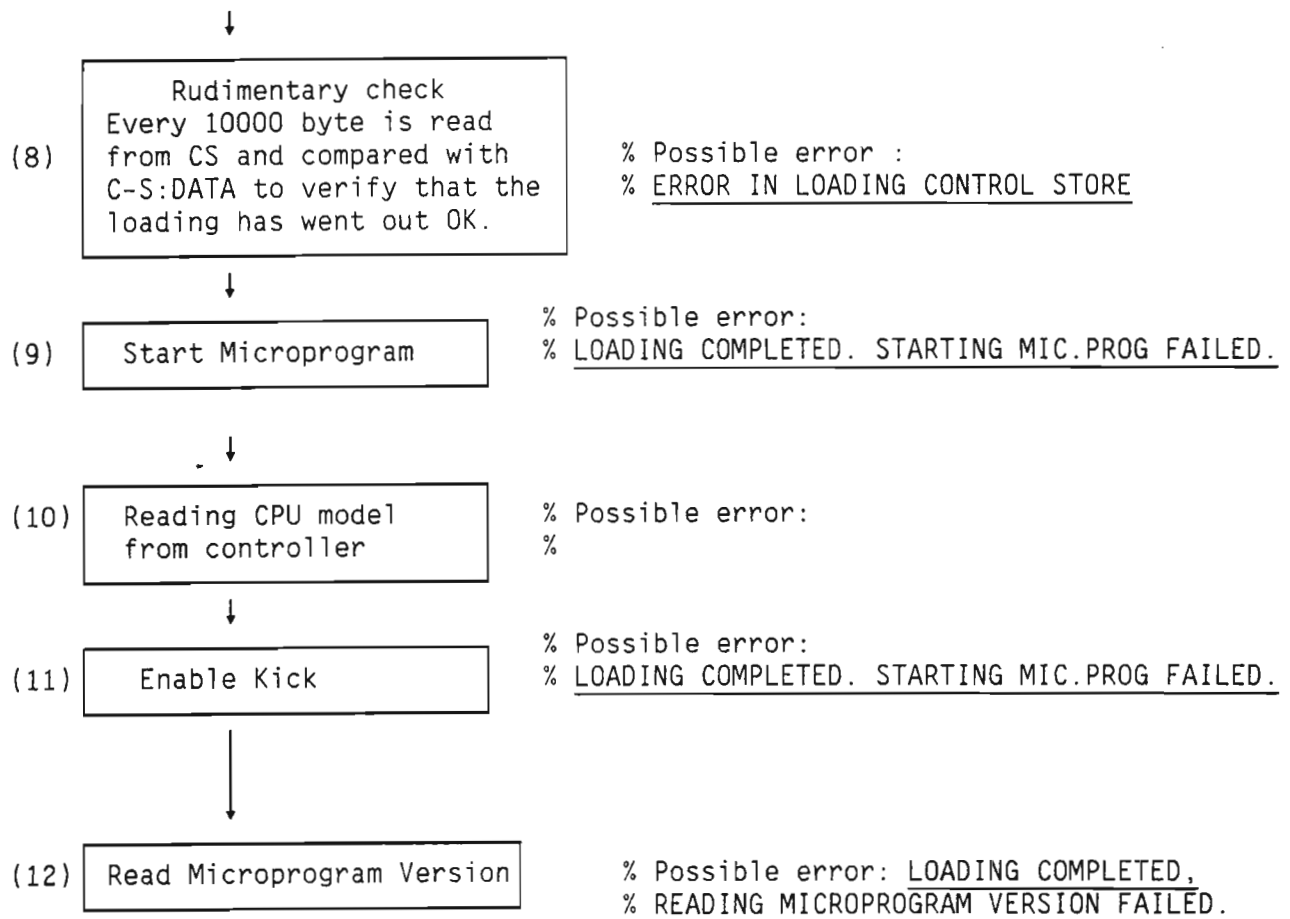 Rudimentary check
Every 10000 byte is read
(8) from CS and compared with
C-S:DATA to verify that the
loading has went out OK.
% Possible error :
% ERROR IN LOADING CONTROL STORE
(9) Start Microprogram
% Possible error:
% LOADING COMPLETED. STARTING MIC.PROG FAILED.
(10) Reading CPU model
from controller
% Possible error:
%
(11) Enable Kick
% Possible error:
% LOADING COMPLETED. STARTING MIC.PROG FAILED.
(12) Read Microprogram Version
% Possible error: LOADING COMPLETED,
% READING MICROPROGRAM VERSION FAILED.